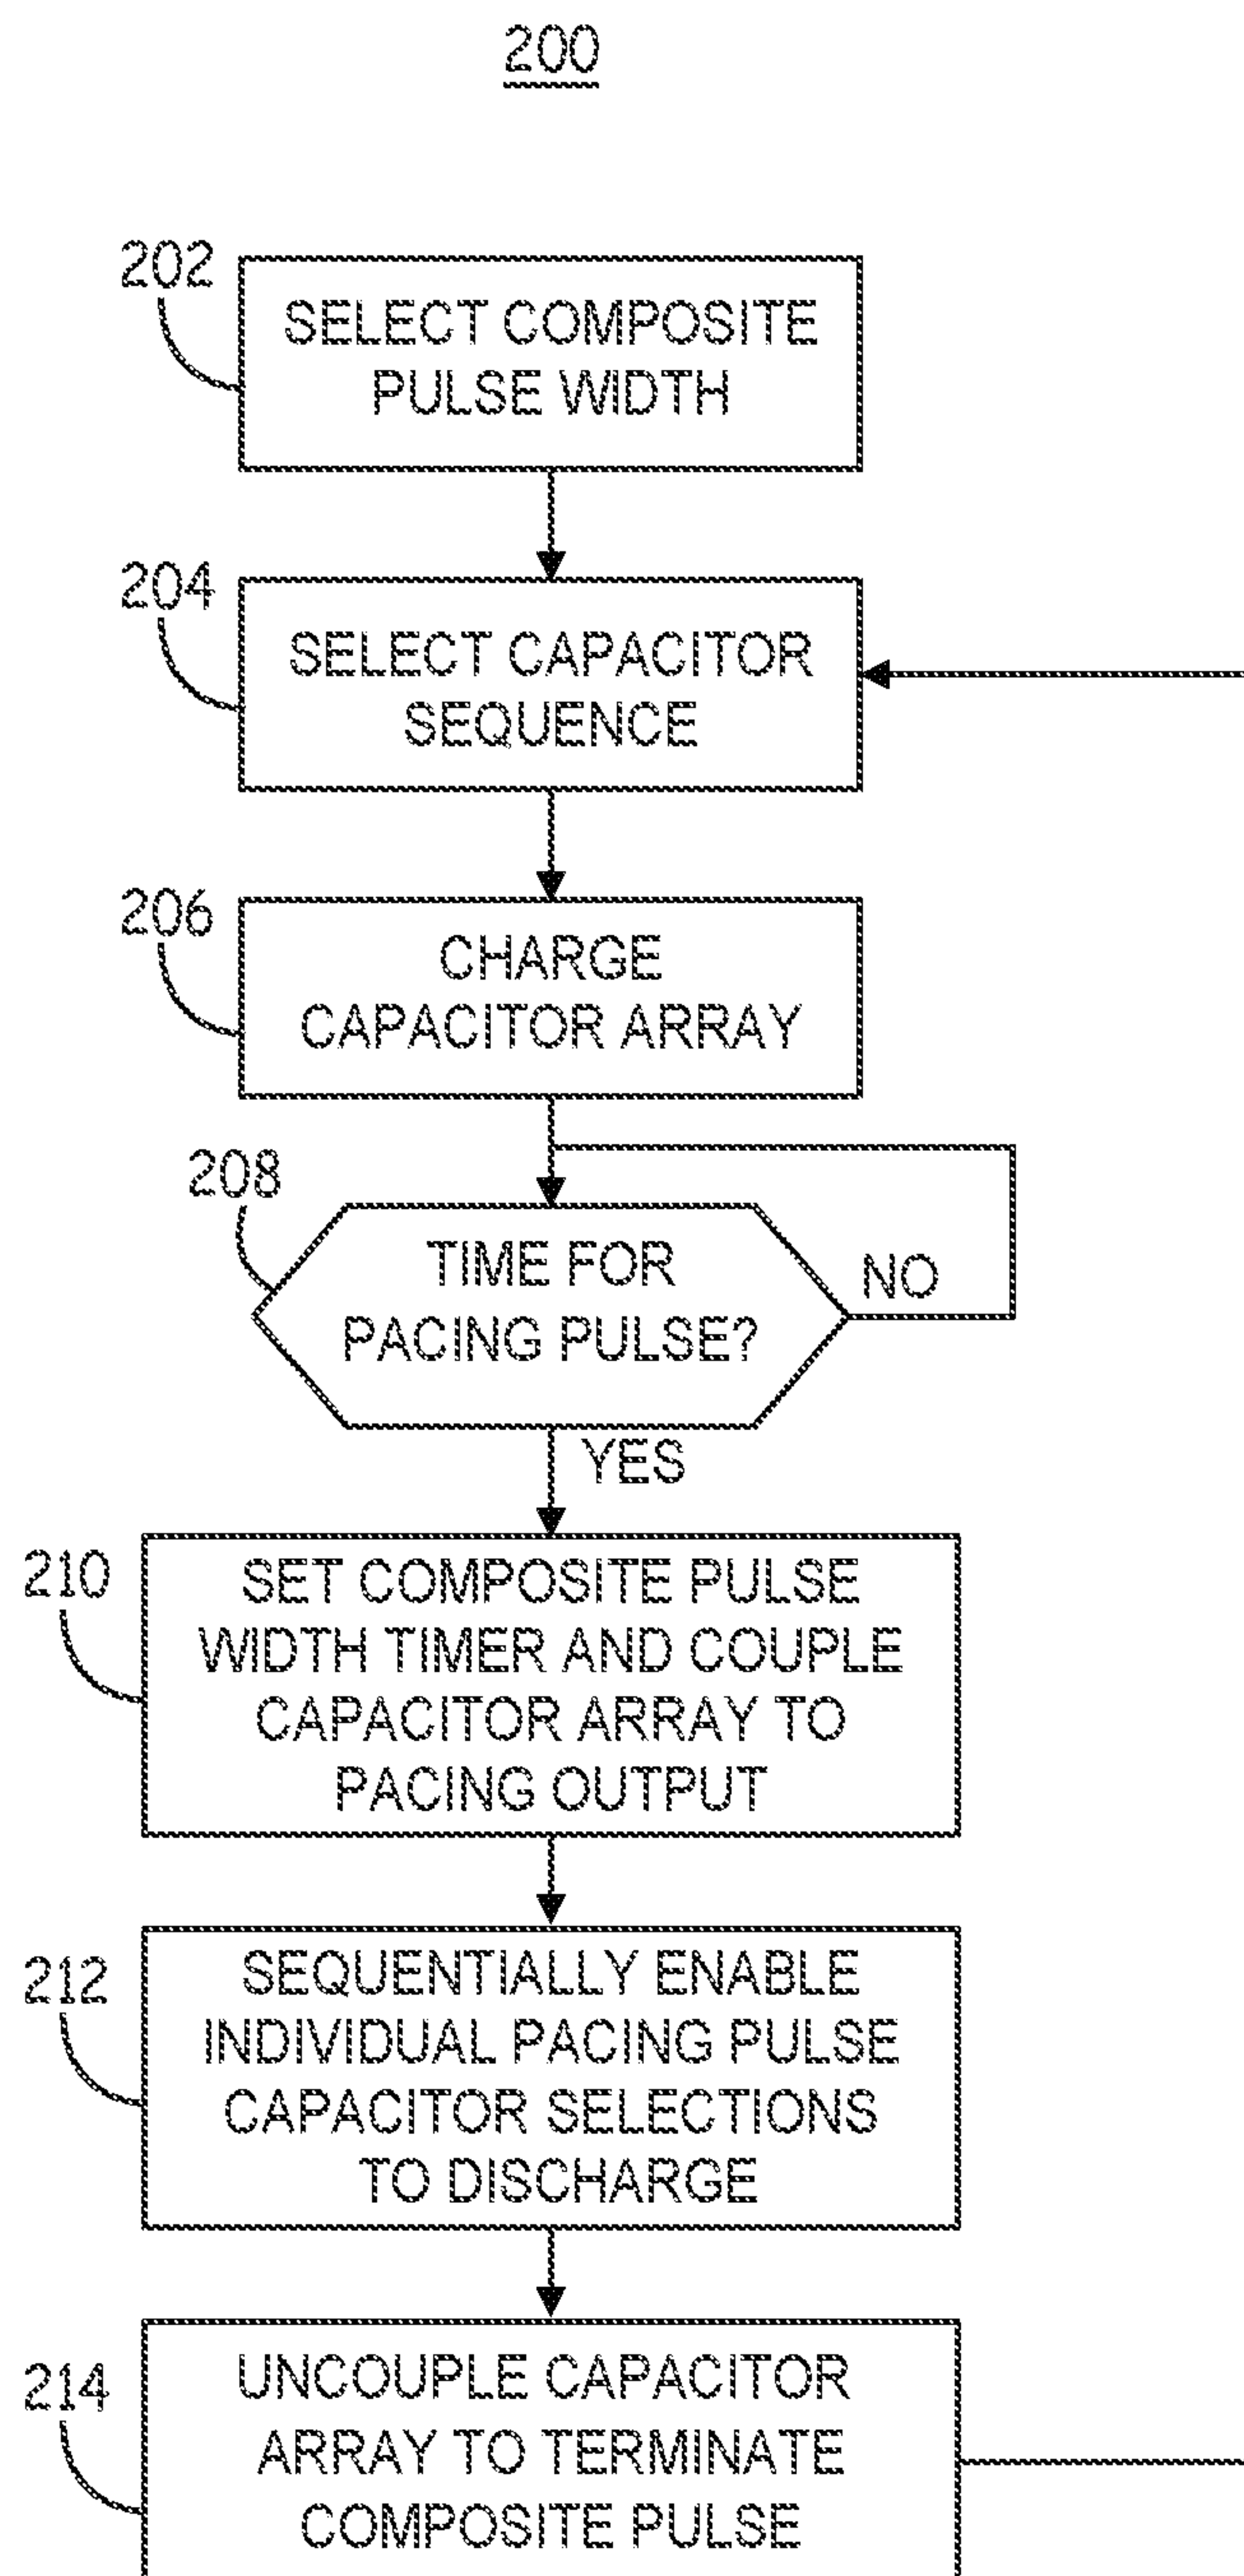 200
202
SELECT COMPOSITE
PULSE WIDTH
204
SELECT CAPACITOR
SEQUENCE
206
CHARGE
CAPACITOR ARRAY
208
TIME FOR
PACING PULSE?
NO
YES
210
SET COMPOSITE PULSE
WIDTH TIMER AND COUPLE
CAPACITOR ARRAY TO
PACING OUTPUT
212
SEQUENTIALLY ENABLE
INDIVIDUAL PACING PULSE
CAPACITOR SELECTIONS
TO DISCHARGE
214
UNCOUPLE CAPACITOR
ARRAY TO TERMINATE
COMPOSITE PULSE